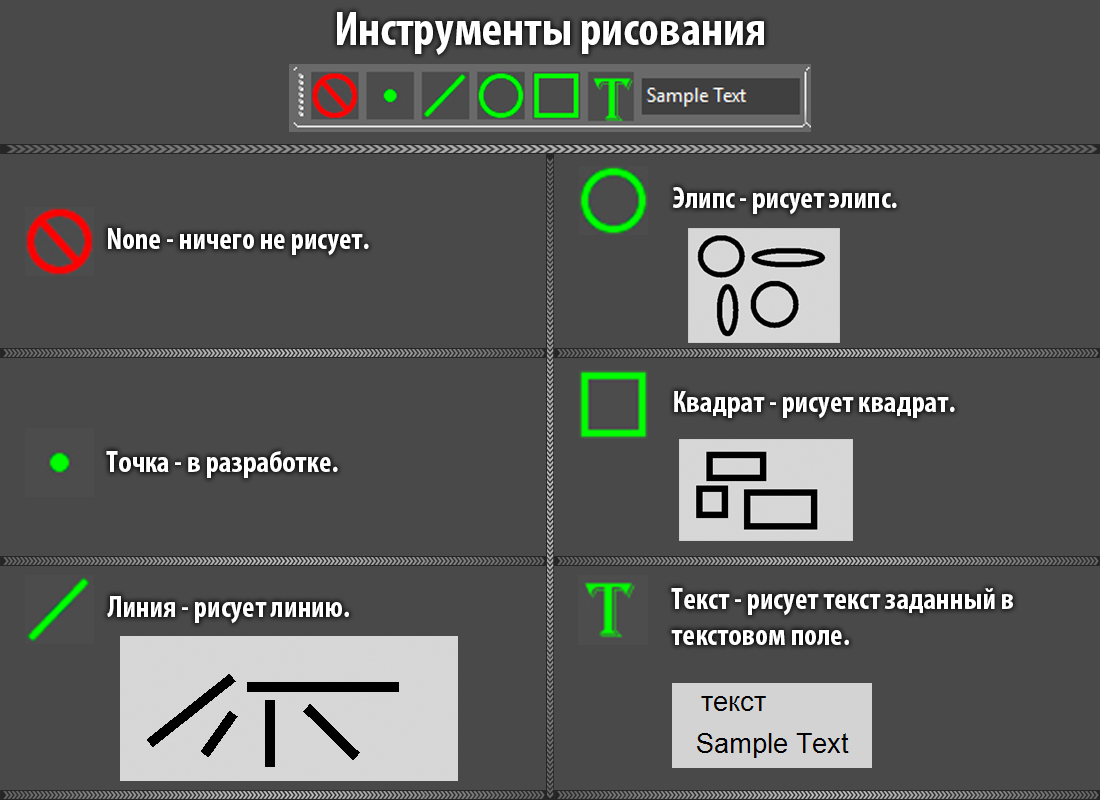 Инструменты рисования
Sample Text
None - ничего не рисует.
Точка - в разработке.
Линия - рисует линию.
Элипс - рисует элипс.
Квадрат - рисует квадрат.
Текст - рисует текст заданный в
текстовом поле.
текст
Sample Text